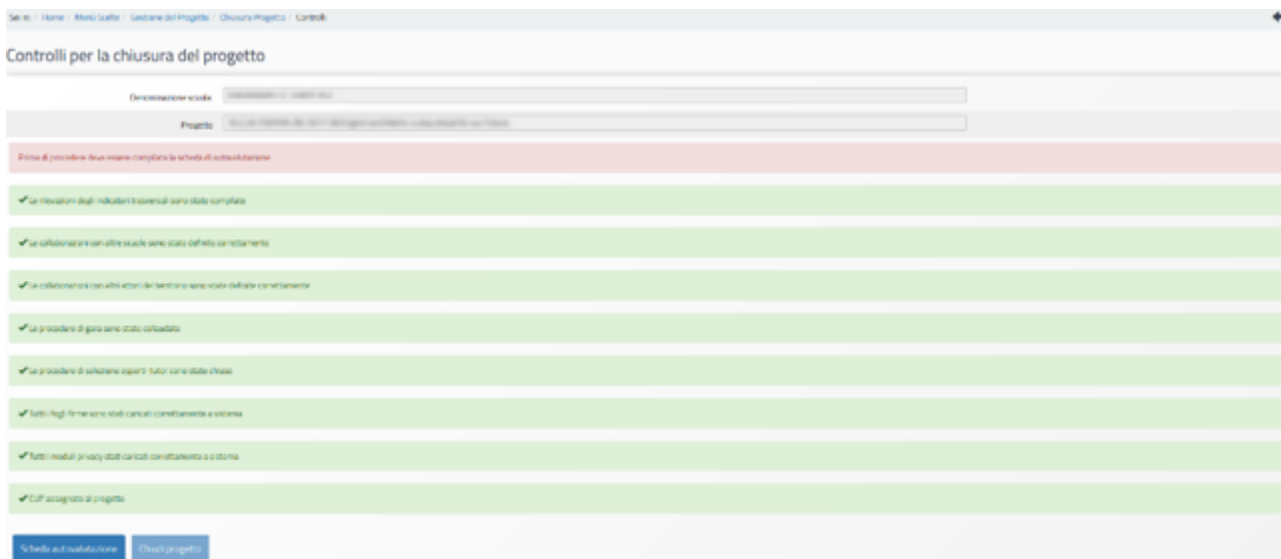 Sei in: / Home / Menù Scelte / Gestione del Progetto / Chiusura Progetto / Controlli
Controlli per la chiusura del progetto
Denominazione scuola
Progetto
Prima di procedere deve essere compilata la scheda di autovalutazione
✔ Le rilevazioni degli indicatori trasversali sono state compilate
✔ Le collaborazioni con altre scuole sono state definite correttamente
✔ Le collaborazioni con altri attori del territorio sono state definite correttamente
✔ Le procedure di gara sono state collaudate
✔ Le procedure di selezione esperti tutor sono state chiuse
✔ Tutti i fogli firme sono stati caricati correttamente a sistema
✔ Tutti i moduli privacy stati caricati correttamente a sistema
✔ CUP assegnato al progetto
Scheda autovalutazione
Chiudi progetto